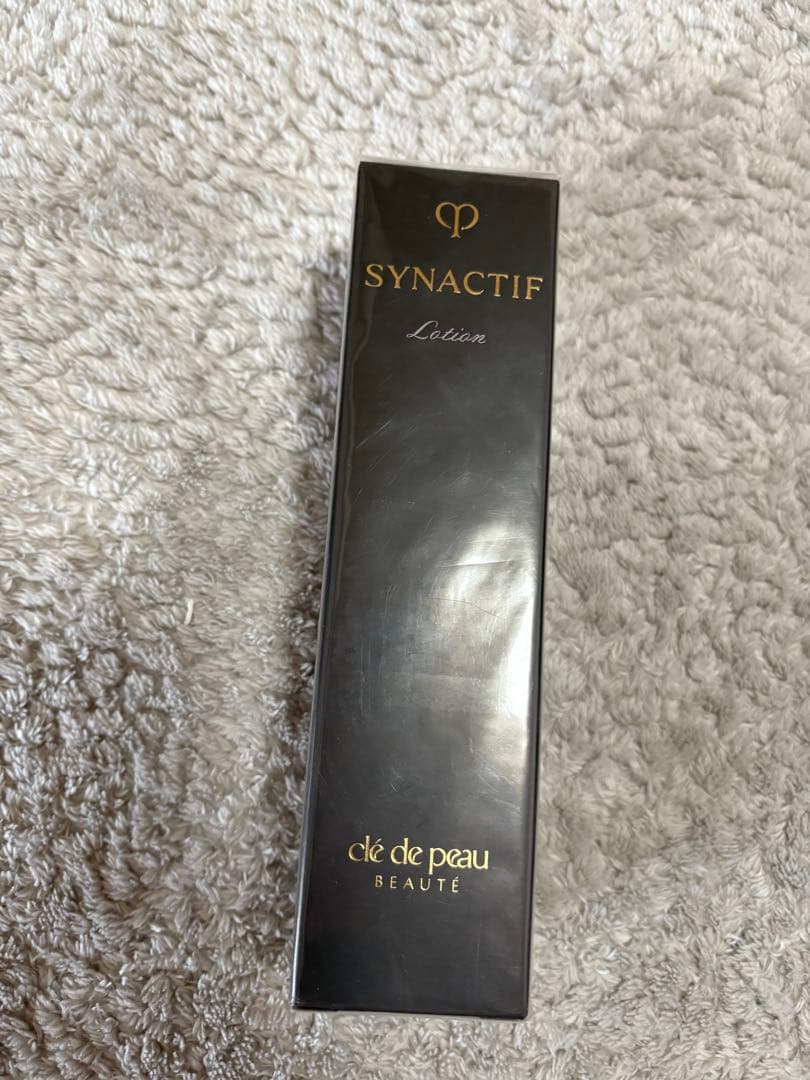 SYNACTIF
Lotion
clé de peau
BEAUTÉ